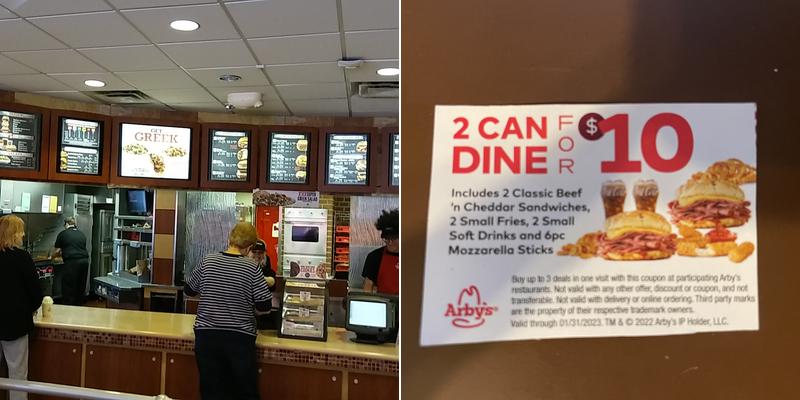 GET
GREEK
2 CAN
DINE
FOR
$10
Includes 2 Classic Beef
'n Cheddar Sandwiches,
2 Small Fries, 2 Small
Soft Drinks and 6pc
Mozzarella Sticks
Buy up to 3 deals in one visit with this coupon at participating Arby's
restaurants. Not valid with any other offer, discount or coupon, and not
transferable. Not valid with delivery or online ordering. Third party marks
are the property of their respective trademark owners.
Valid through 01/31/2023. TM & © 2022 Arby's IP Holder, LLC.
Arby's